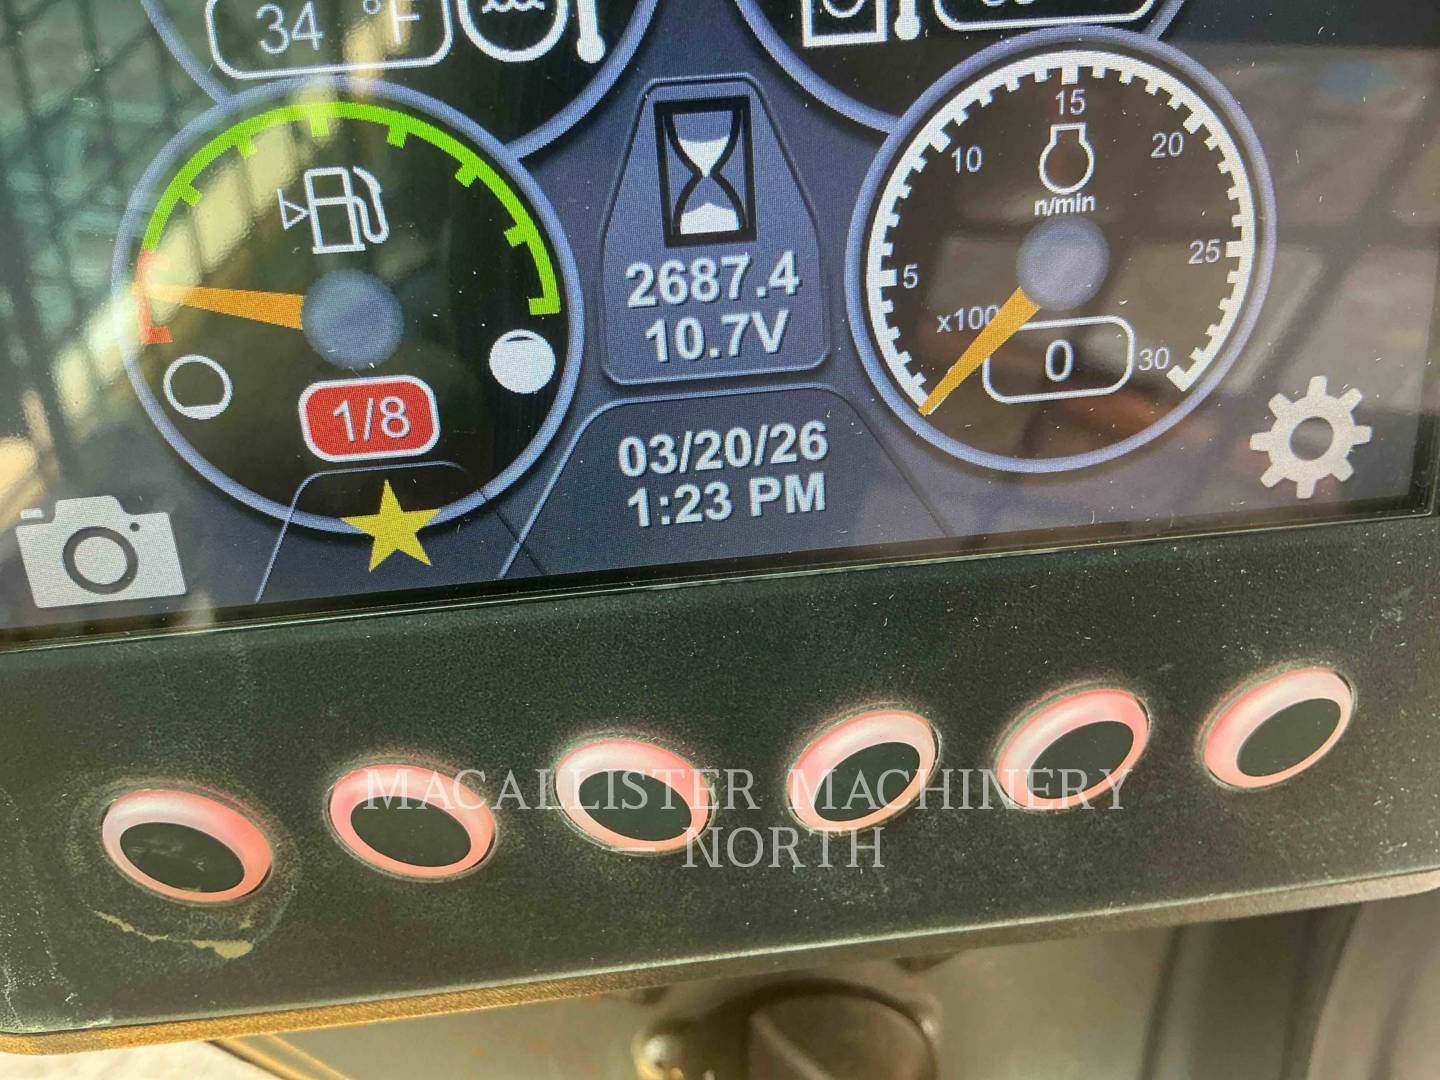 34 °F
15
10
20
n/min
5
25
x100
0
30
2687.4
10.7V
1/8
03/20/26
1:23 PM
MACALLISTER MACHINERY
— NORTH